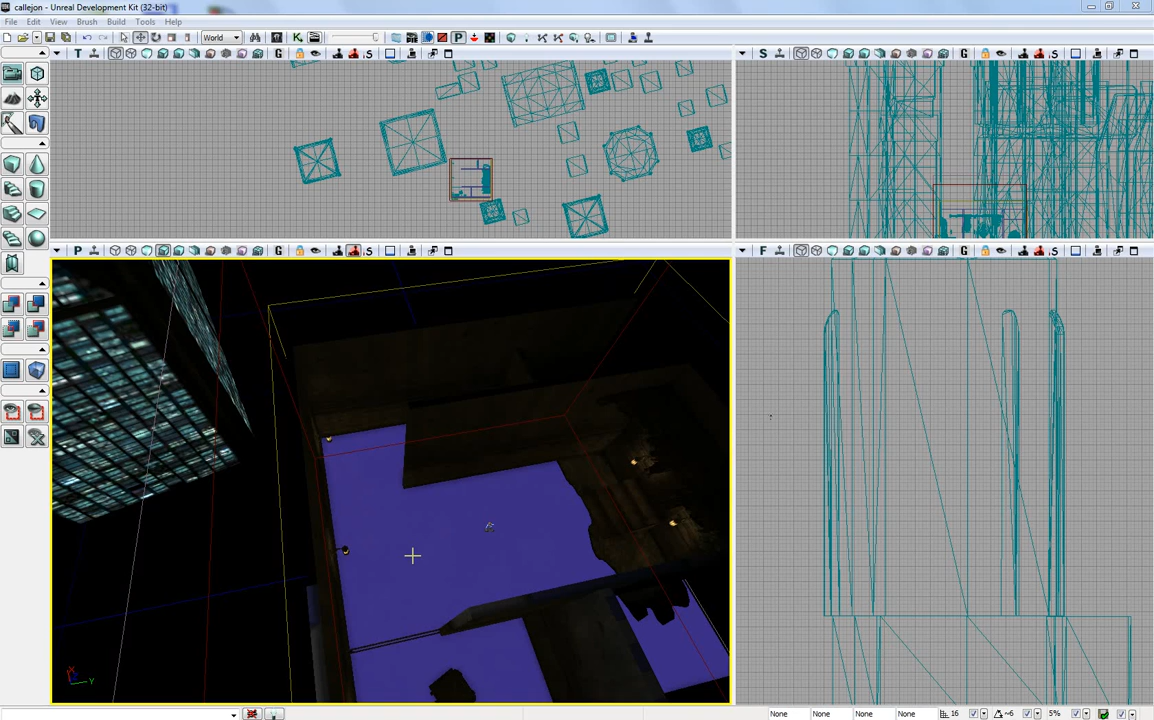 callejon - Unreal Development Kit (32-bit)
File Edit View Brush Build Tools Help
World
T G S
S G
P G S
F G
X
Y
None None None None 16 ~6 5%